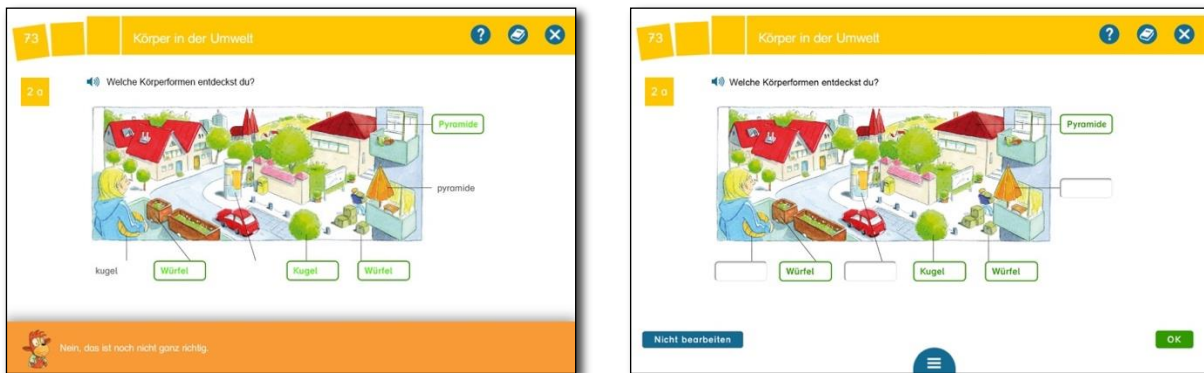 73 Körper in der Umwelt ?
2 a Welche Körperformen entdeckst du?
Pyramide
pyramide
kugel Würfel Kugel Würfel
Nein, das ist noch nicht ganz richtig.
73 Körper in der Umwelt ?
2 a Welche Körperformen entdeckst du?
Pyramide
Würfel Kugel Würfel
Nicht bearbeiten OK